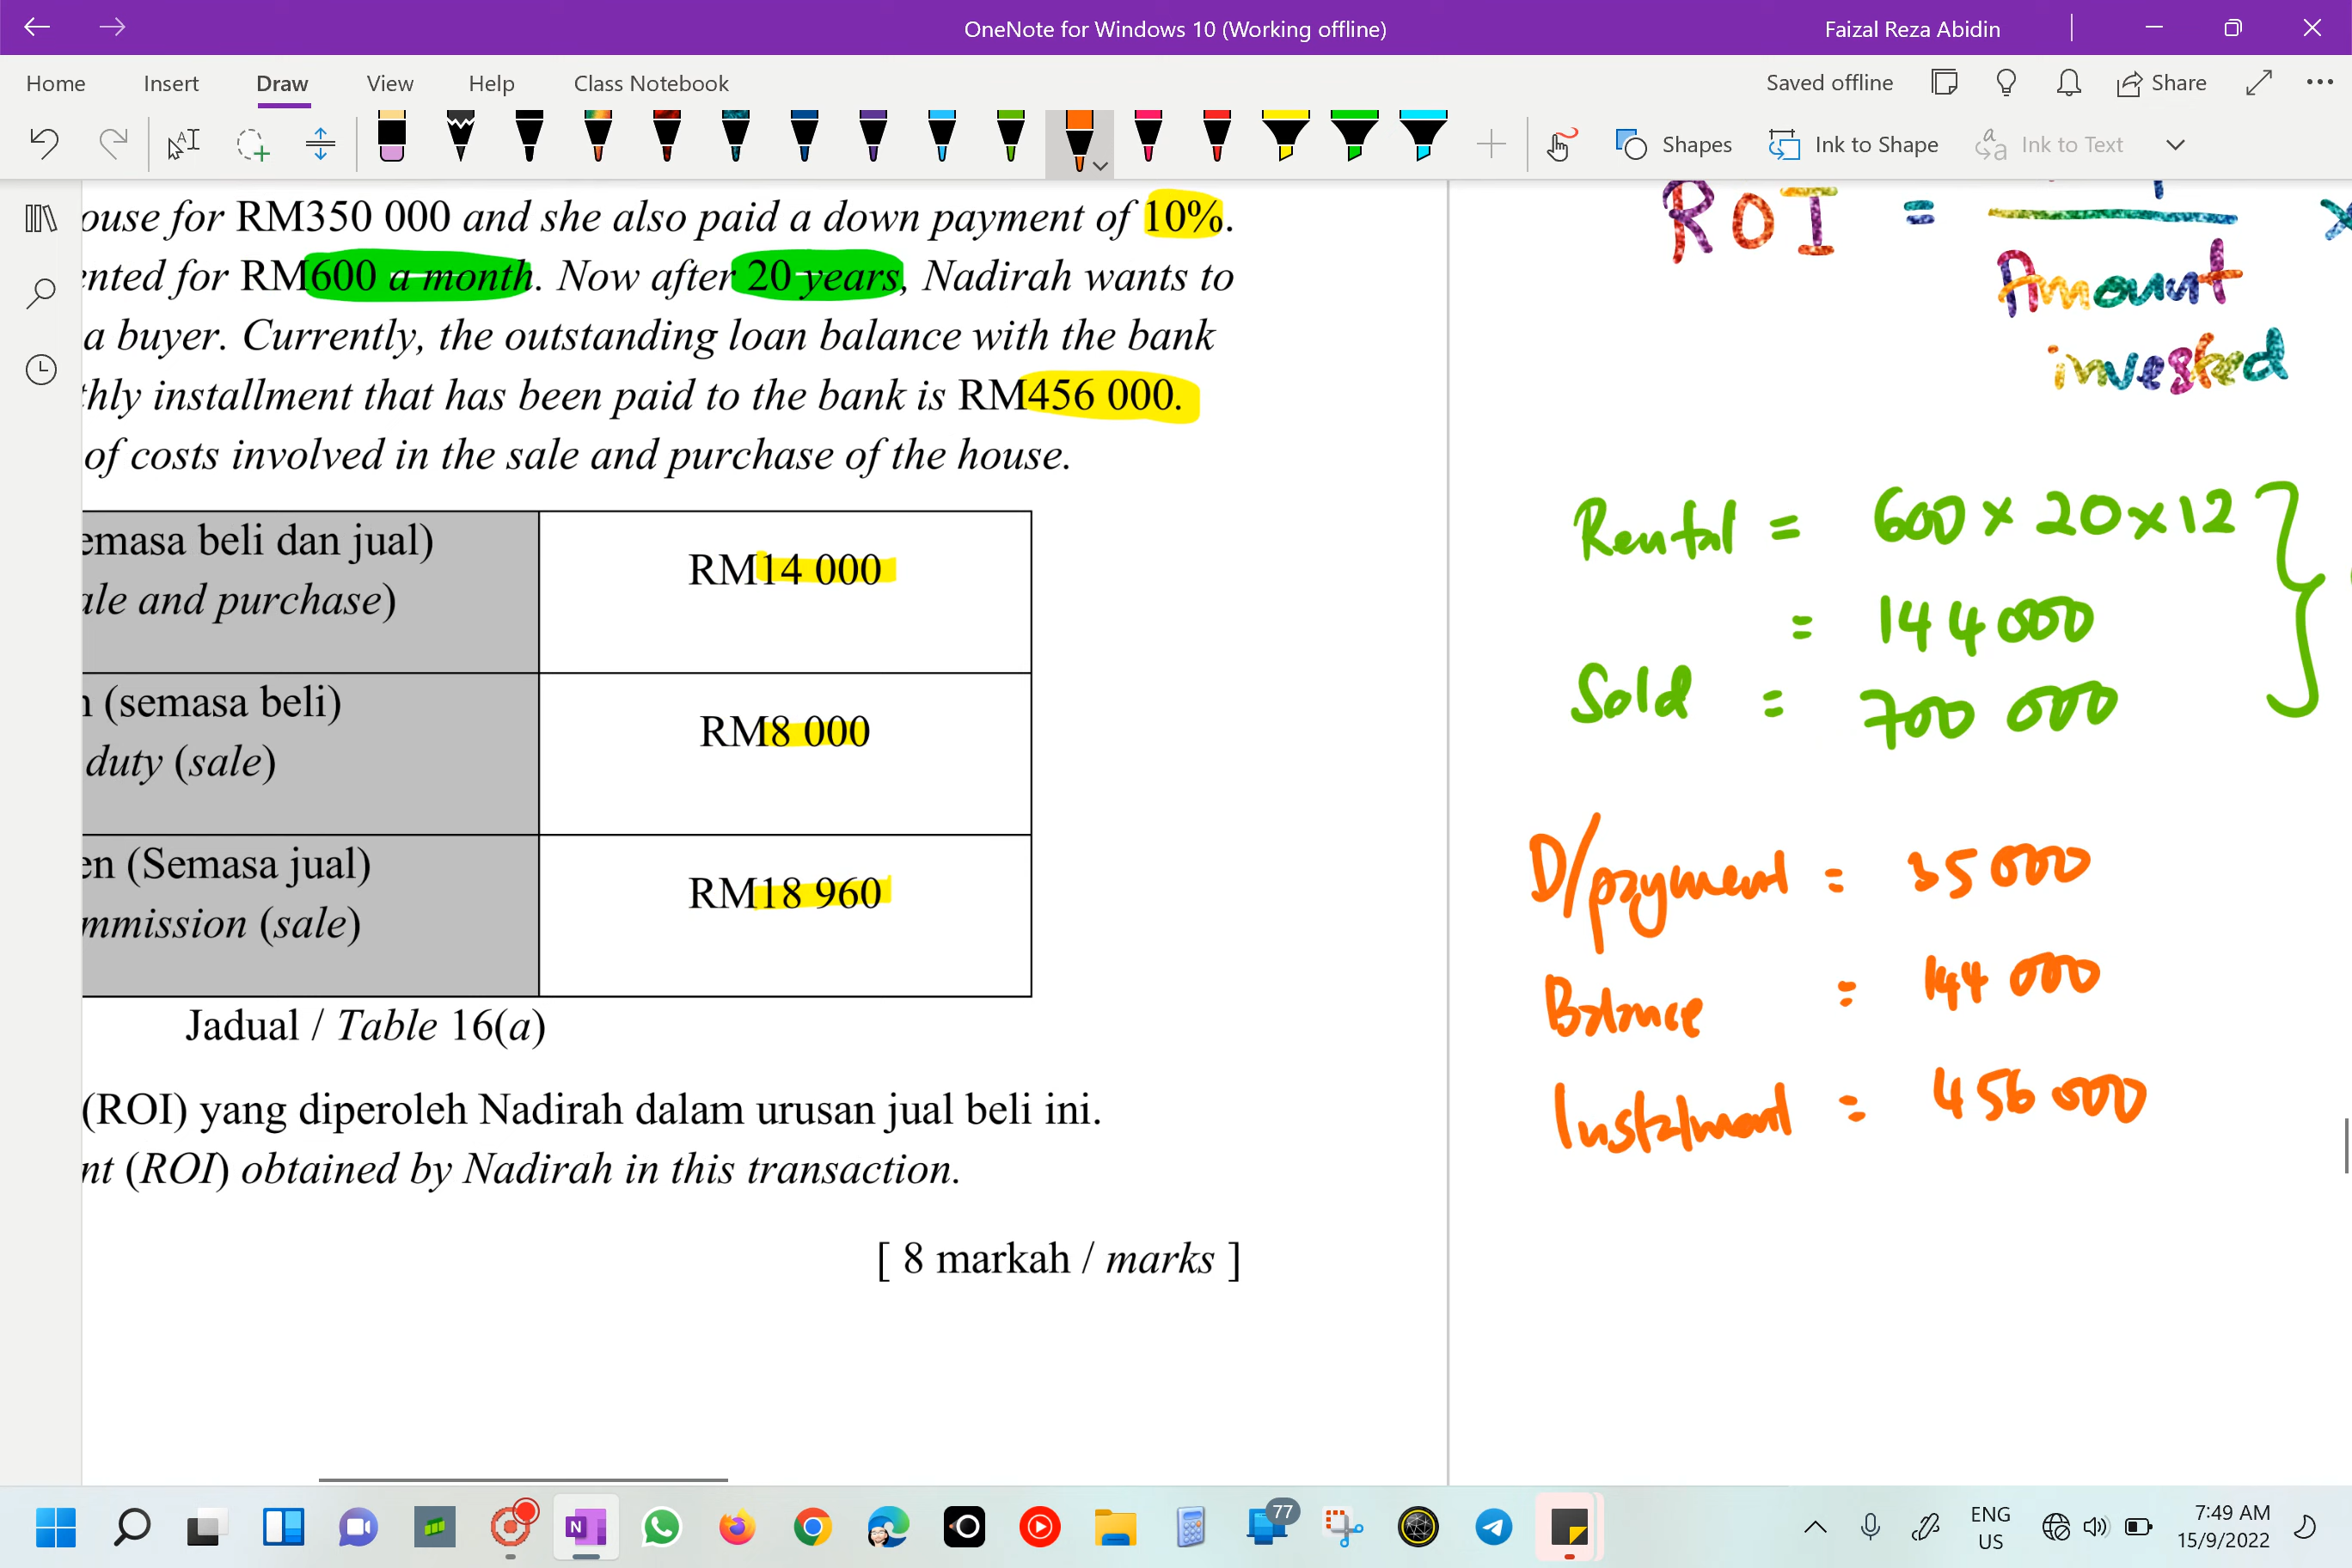 OneNote for Windows 10 (Working offline)
Faizal Reza Abidin
Home Insert Draw View Help Class Notebook
Saved offline
Share
Shapes
Ink to Shape
Ink to Text
ouse for RM350 000 and she also paid a down payment of 10%.
ented for RM600 a month. Now after 20 years, Nadirah wants to
a buyer. Currently, the outstanding loan balance with the bank
thly installment that has been paid to the bank is RM456 000.
of costs involved in the sale and purchase of the house.
emasa beli dan jual)
ale and purchase)
RM14 000
n (semasa beli)
duty (sale)
RM8 000
en (Semasa jual)
mmission (sale)
RM18 960
Jadual / Table 16(a)
(ROI) yang diperoleh Nadirah dalam urusan jual beli ini.
nt (ROI) obtained by Nadirah in this transaction.
[ 8 markah / marks ]
ROI =
Amount
invested
Rental = 600 × 20 × 12
= 144000
Sold = 700 000
D/payment = 35 000
Balance = 144 000
Instalment = 456 000
77
ENG
US
7:49 AM
15/9/2022